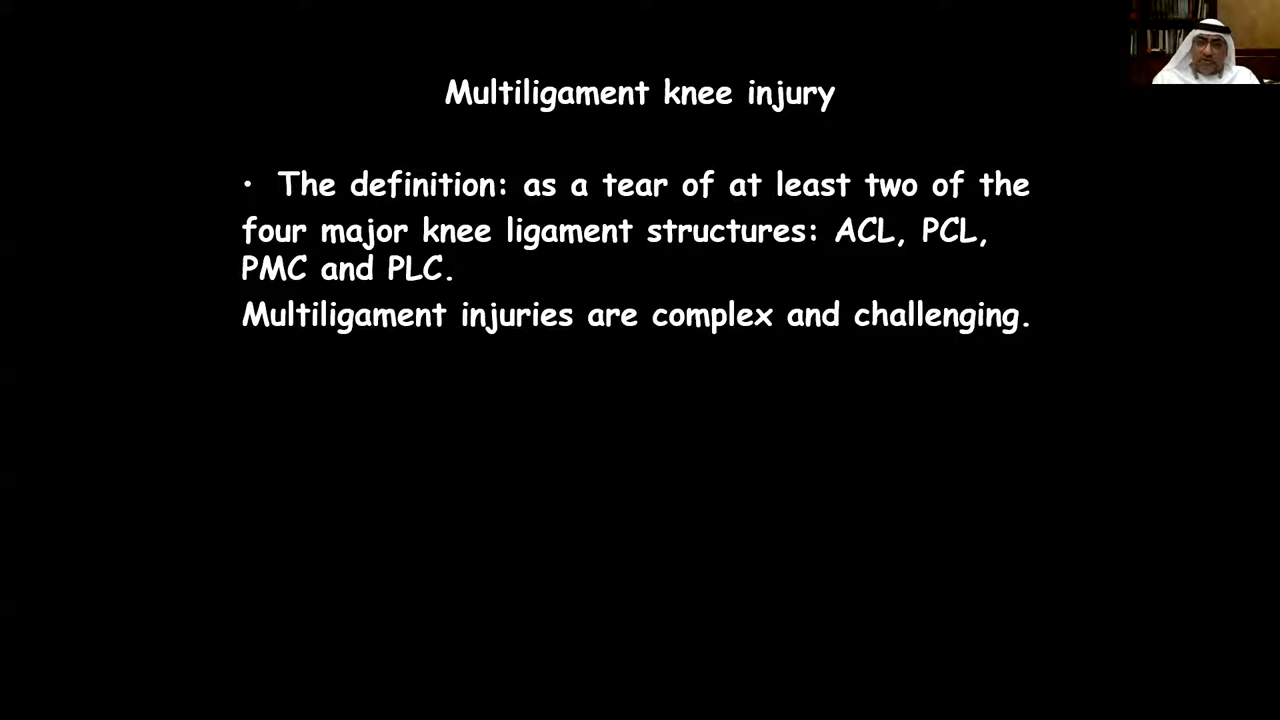 Multiligament knee injury
• The definition: as a tear of at least two of the
four major knee ligament structures: ACL, PCL,
PMC and PLC.
Multiligament injuries are complex and challenging.